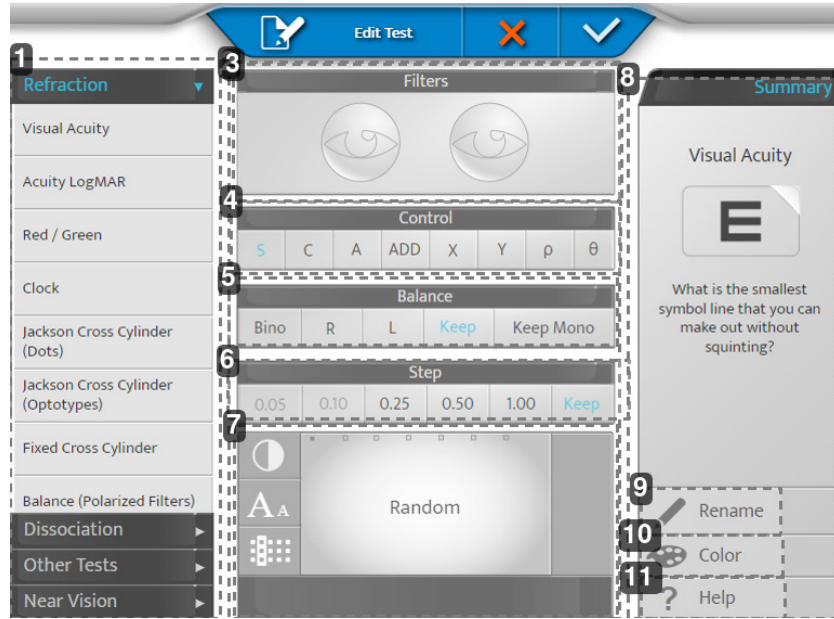 Edit Test
1
Refraction
Visual Acuity
Acuity LogMAR
Red / Green
Clock
Jackson Cross Cylinder
(Dots)
Jackson Cross Cylinder
(Optotypes)
Fixed Cross Cylinder
Balance (Polarized Filters)
Dissociation
Other Tests
Near Vision
3
Filters
4
Control
S C A ADD X Y ρ θ
5
Balance
Bino R L Keep Keep Mono
6
Step
0.05 0.10 0.25 0.50 1.00 Keep
7
A A
Random
8
Summary
Visual Acuity
E
What is the smallest
symbol line that you can
make out without
squinting?
9
Rename
10
Color
11
? Help